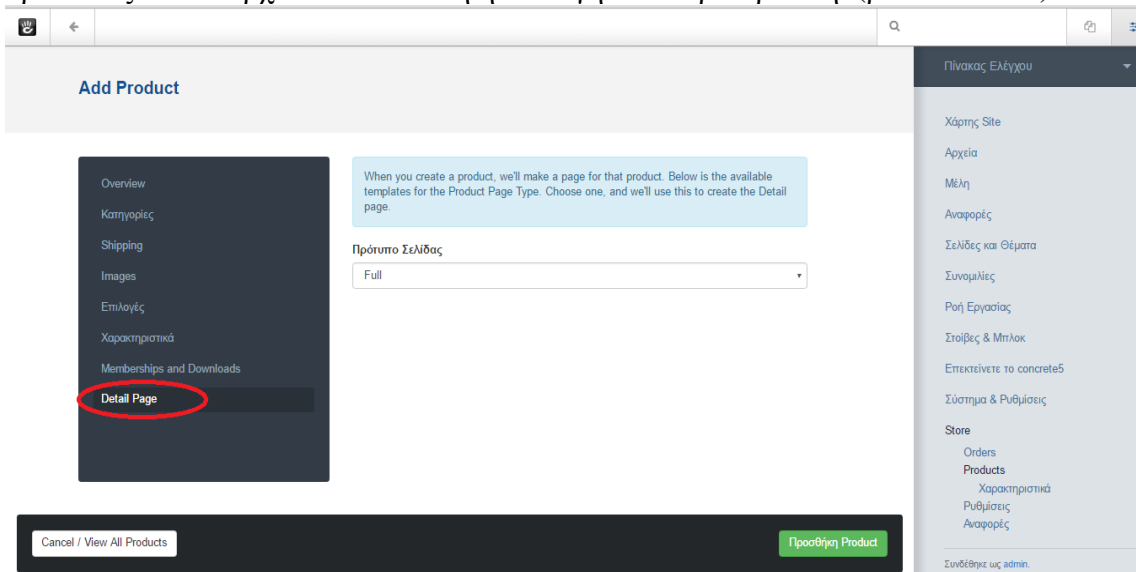 Add Product
Overview
Κατηγορίες
Shipping
Images
Επιλογές
Χαρακτηριστικά
Memberships and Downloads
Detail Page
When you create a product, we'll make a page for that product. Below is the available
templates for the Product Page Type. Choose one, and we'll use this to create the Detail
page.
Πρότυπο Σελίδας
Full
Cancel / View All Products
Προσθήκη Product
Πίνακας Ελέγχου
Χάρτης Site
Αρχεία
Μέλη
Αναφορές
Σελίδες και Θέματα
Συνομιλίες
Ροή Εργασίας
Στοίβες & Μπλοκ
Επεκτείνετε το concrete5
Σύστημα & Ρυθμίσεις
Store
Orders
Products
Χαρακτηριστικά
Ρυθμίσεις
Αναφορές
Συνδέθηκε ως admin.